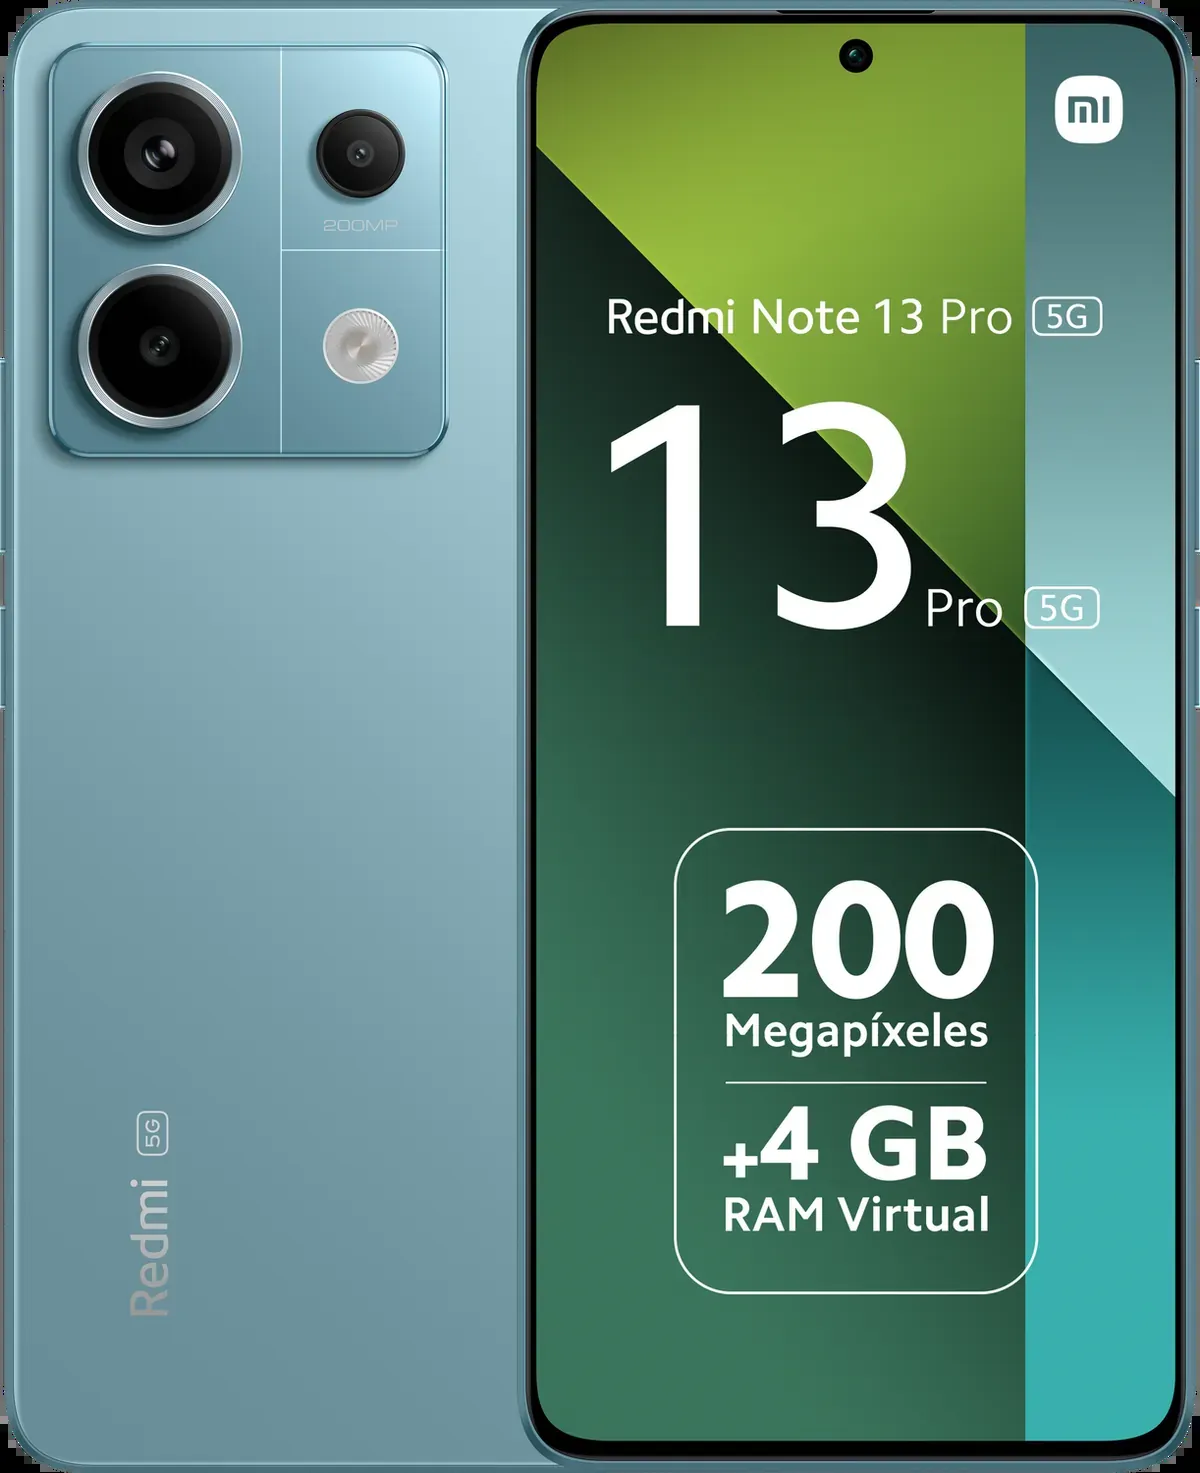 200MP
Redmi 5G
mi
Redmi Note 13 Pro 5G
13 Pro 5G
200
Megapíxeles
+4 GB
RAM Virtual